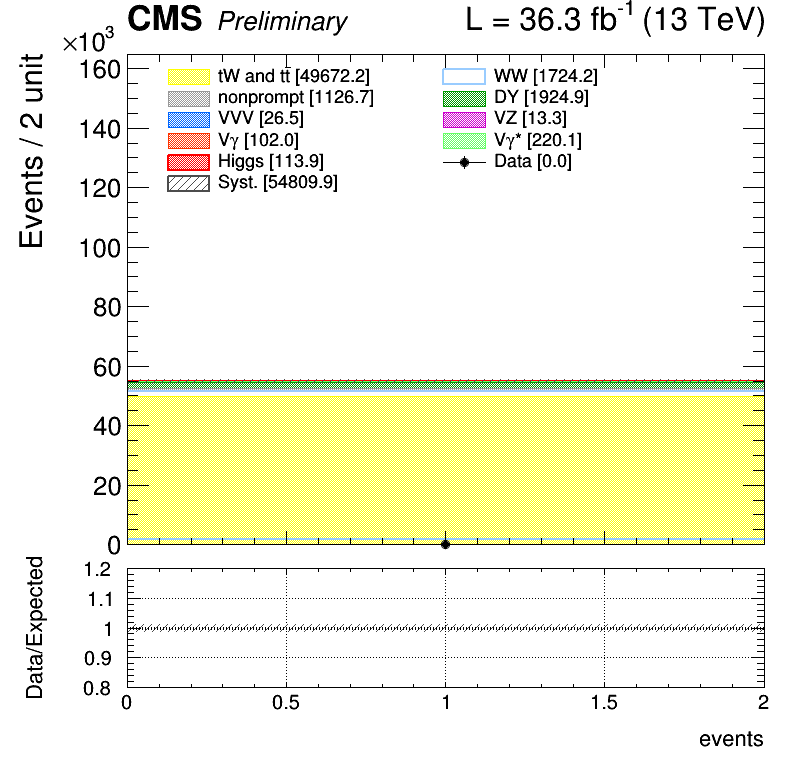 CMS Preliminary L = 36.3 fb⁻¹ (13 TeV)
×10³
Events / 2 unit
160
140
120
100
80
60
40
20
0
tW and tt̄ [49672.2]
nonprompt [1126.7]
VVV [26.5]
Vγ [102.0]
Higgs [113.9]
Syst. [54809.9]
WW [1724.2]
DY [1924.9]
VZ [13.3]
Vγ* [220.1]
Data [0.0]
Data/Expected
1.2
1.1
1
0.9
0.8
0 0.5 1 1.5 2
events